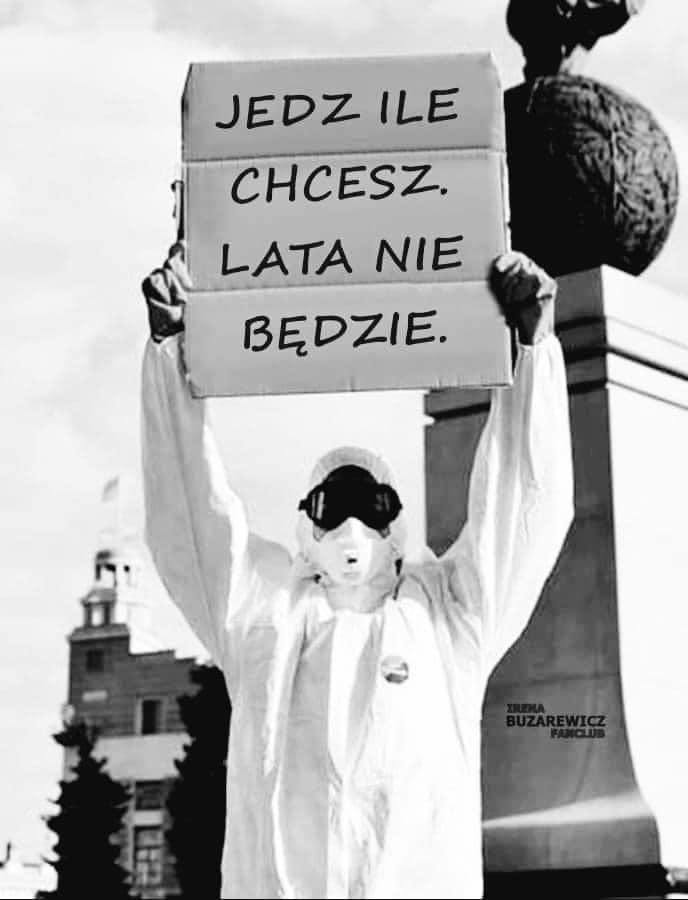 JEDZ ILE
CHCESZ.
LATA NIE
BĘDZIE.
IRENA
BUZAREWICZ
FANCLUB